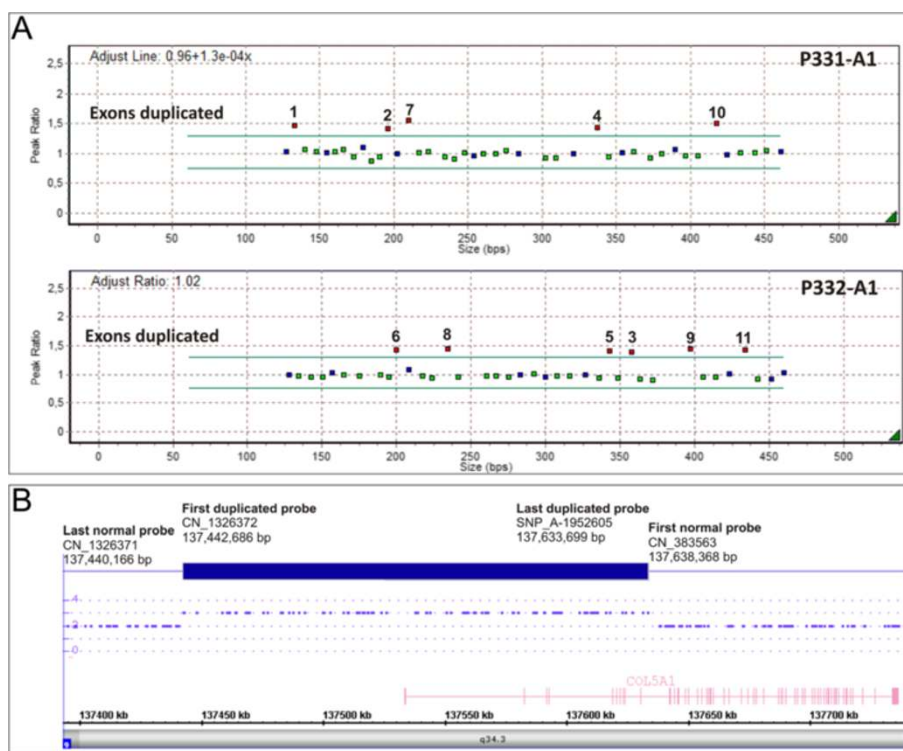 A
Adjust Line: 0.96+1.3e-04x
P331-A1
Exons duplicated
1 2 7 4 10
Peak Ratio
2,5
2
1,5
1
0,5
0
0 50 100 150 200 250 300 350 400 450 500
Size (bps)
Adjust Ratio: 1.02
P332-A1
Exons duplicated
6 8 5 3 9 11
Peak Ratio
2,5
2
1,5
1
0,5
0
0 50 100 150 200 250 300 350 400 450 500
Size (bps)
B
Last normal probe
CN_1326371
137,440,166 bp
First duplicated probe
CN_1326372
137,442,686 bp
Last duplicated probe
SNP_A-1952605
137,633,699 bp
First normal probe
CN_383563
137,638,368 bp
4
2
0
COL5A1
137400 kb 137450 kb 137500 kb 137550 kb 137600 kb 137650 kb 137700 kb
q34.3
9